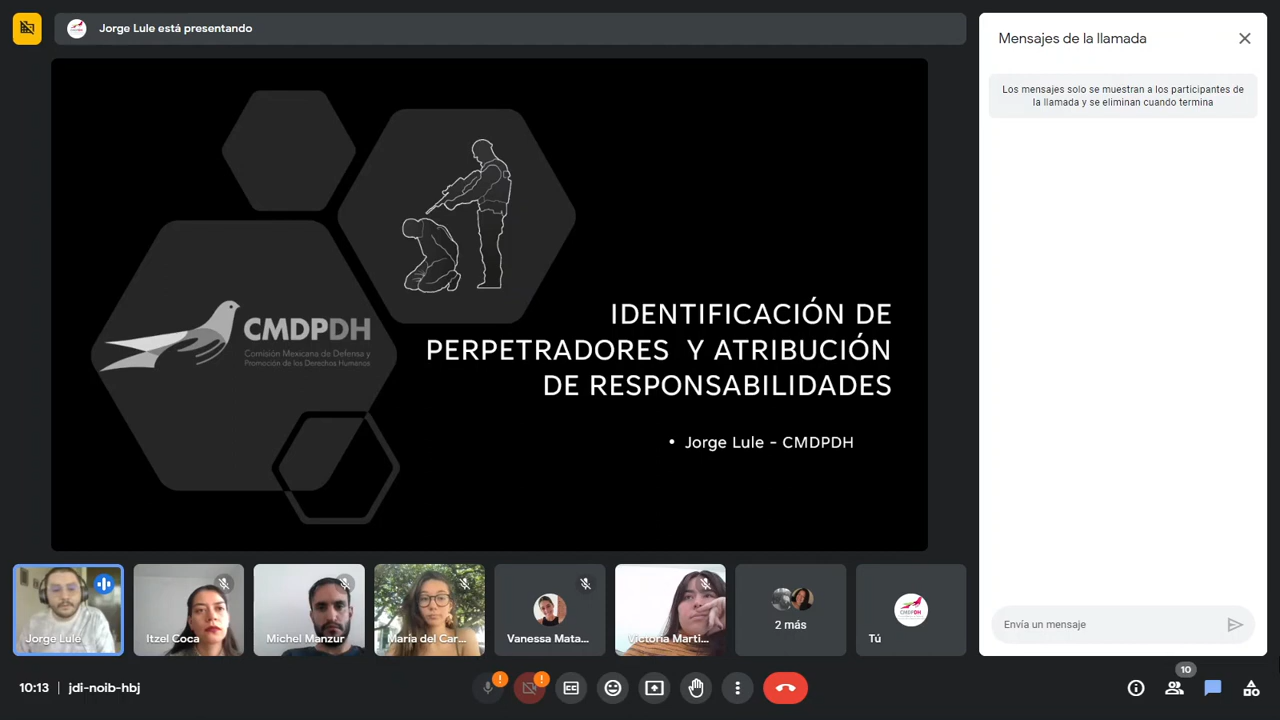 Jorge Lule está presentando
Mensajes de la llamada
Los mensajes solo se muestran a los participantes de
la llamada y se eliminan cuando termina
CMDPDH
Comisión Mexicana de Defensa y
Promoción de los Derechos Humanos
IDENTIFICACIÓN DE
PERPETRADORES Y ATRIBUCIÓN
DE RESPONSABILIDADES
• Jorge Lule - CMDPDH
Jorge Lule
Itzel Coca
Michel Manzur
María del Car...
Vanessa Mata...
Victoria Martí...
2 más
CMDPDH
Tú
Envía un mensaje
10:13 | jdi-noib-hbj
CC
10